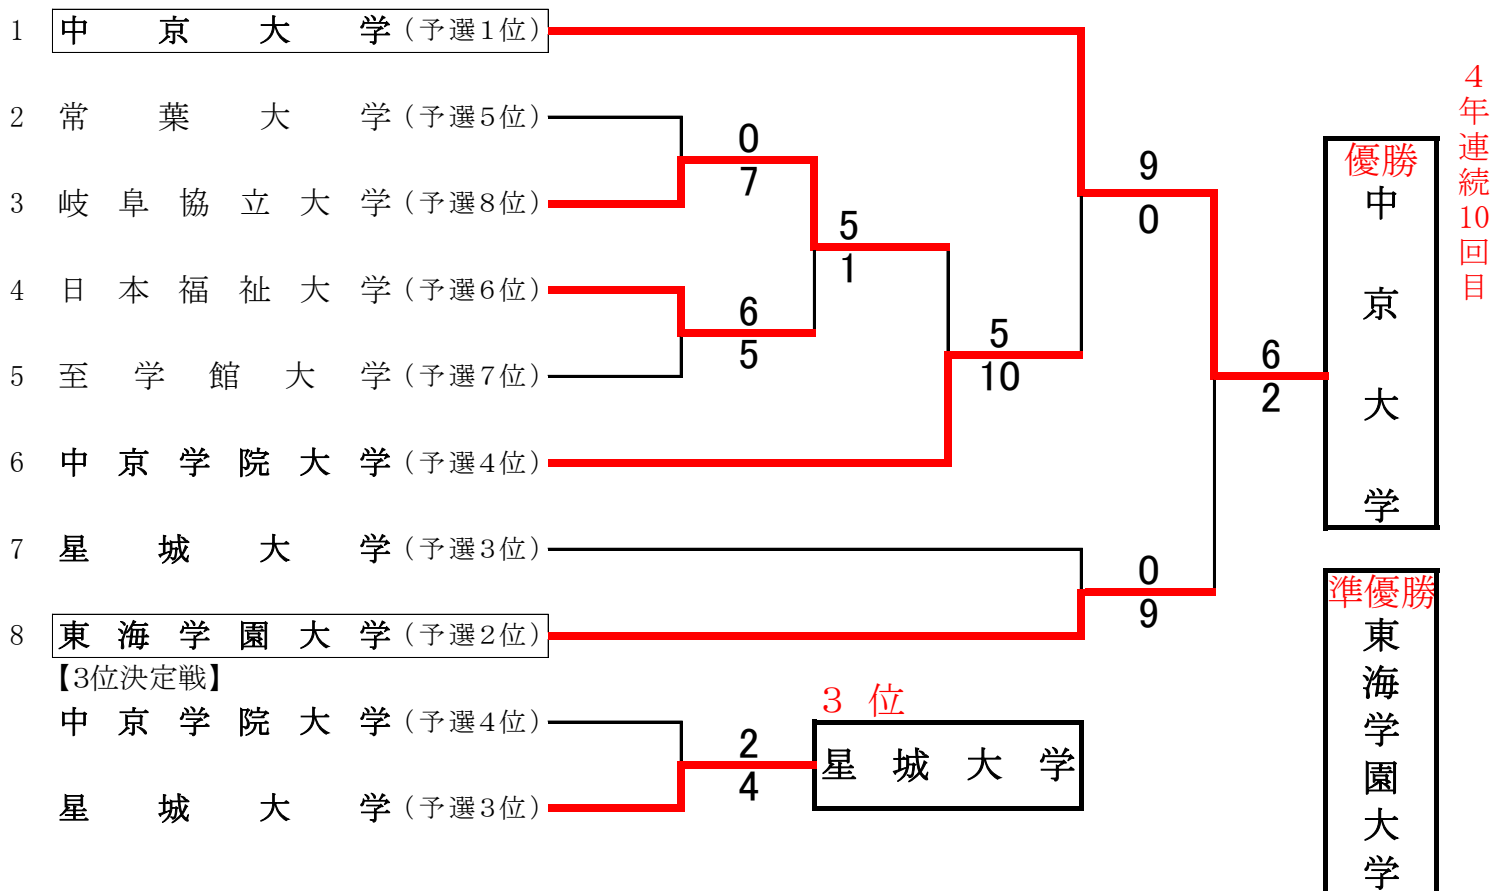 1 中京大学（予選1位）
2 常葉大学（予選5位）
3 岐阜協立大学（予選8位）
4 日本福祉大学（予選6位）
5 至学館大学（予選7位）
6 中京学院大学（予選4位）
7 星城大学（予選3位）
8 東海学園大学（予選2位）
0
7
6
5
5
1
5
10
9
0
0
9
6
2
優勝
中京大学
４年連続10回目
準優勝
東海学園大学
【3位決定戦】
中京学院大学（予選4位）
星城大学（予選3位）
2
4
３位
星城大学